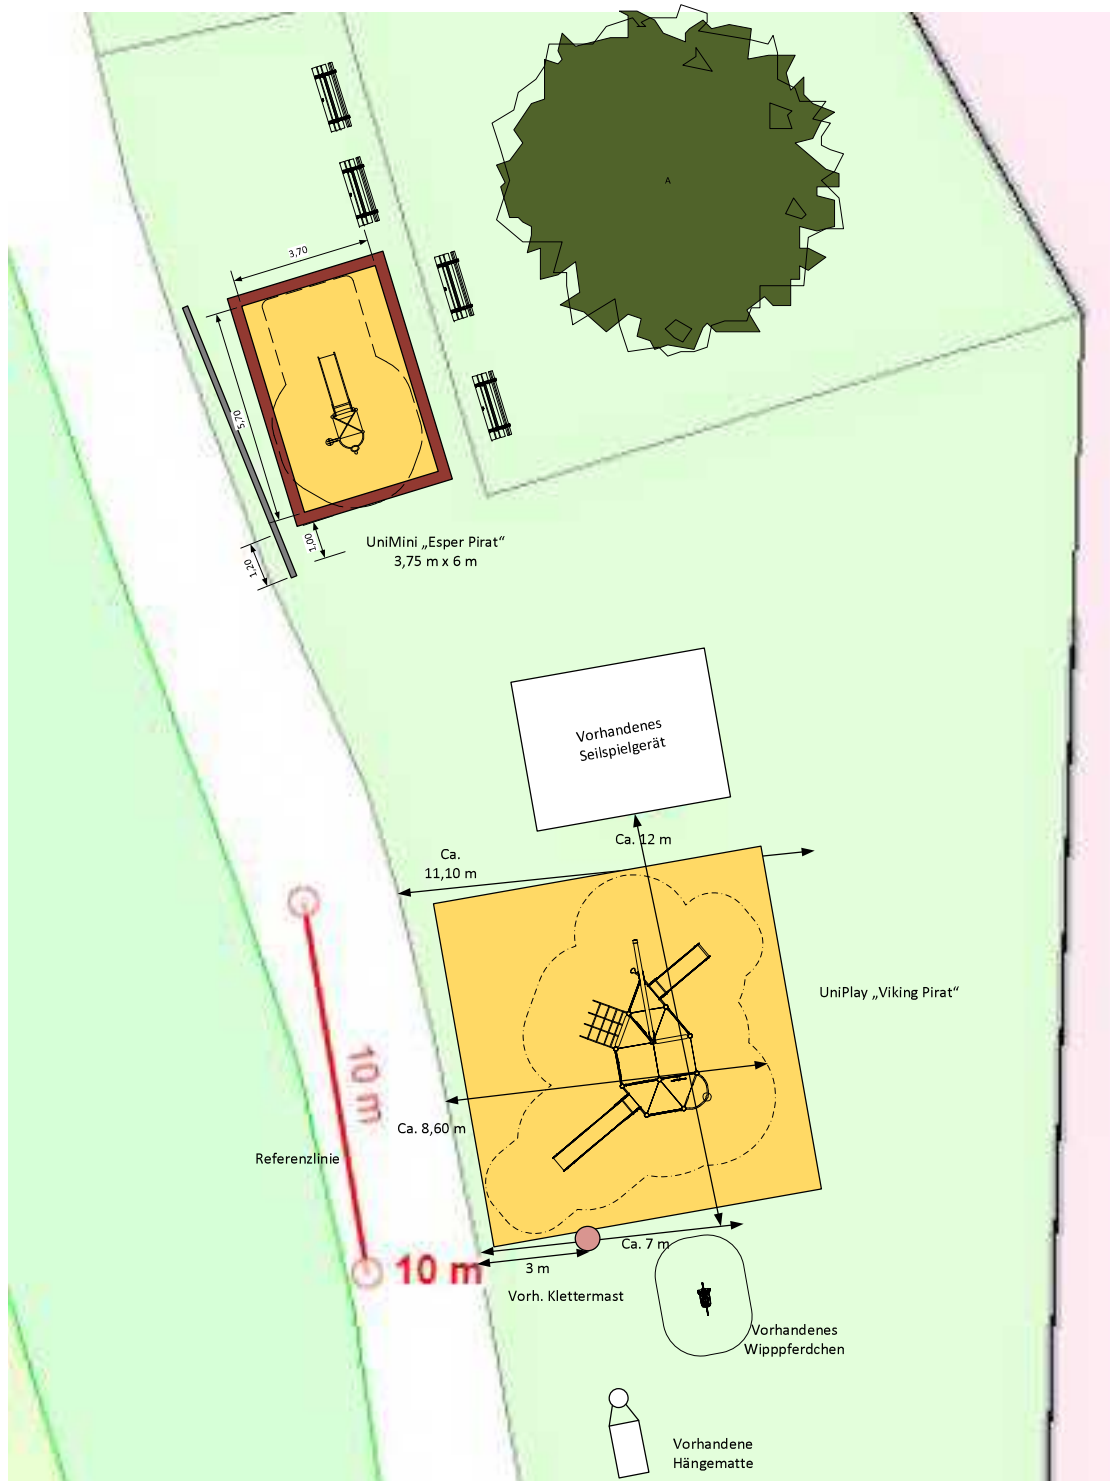 A
3,70
5,70
1,00
1,20
UniMini „Esper Pirat“
3,75 m x 6 m
Vorhandenes
Seilspielgerät
Ca. 12 m
Ca.
11,10 m
UniPlay „Viking Pirat“
10 m
Ca. 8,60 m
Referenzlinie
Ca. 7 m
10 m
3 m
Vorh. Klettermast
Vorhandenes
Wipppferdchen
Vorhandene
Hängematte